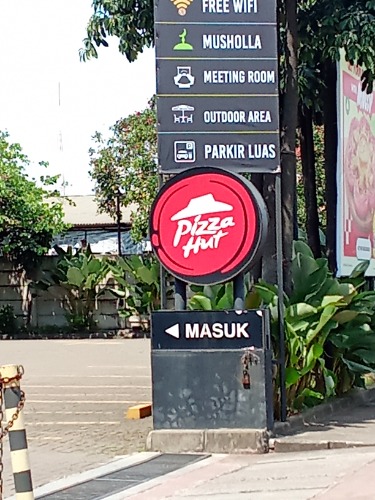 FREE WIFI
MUSHOLLA
MEETING ROOM
OUTDOOR AREA
PARKIR LUAS
Pizza
Hut
MASUK